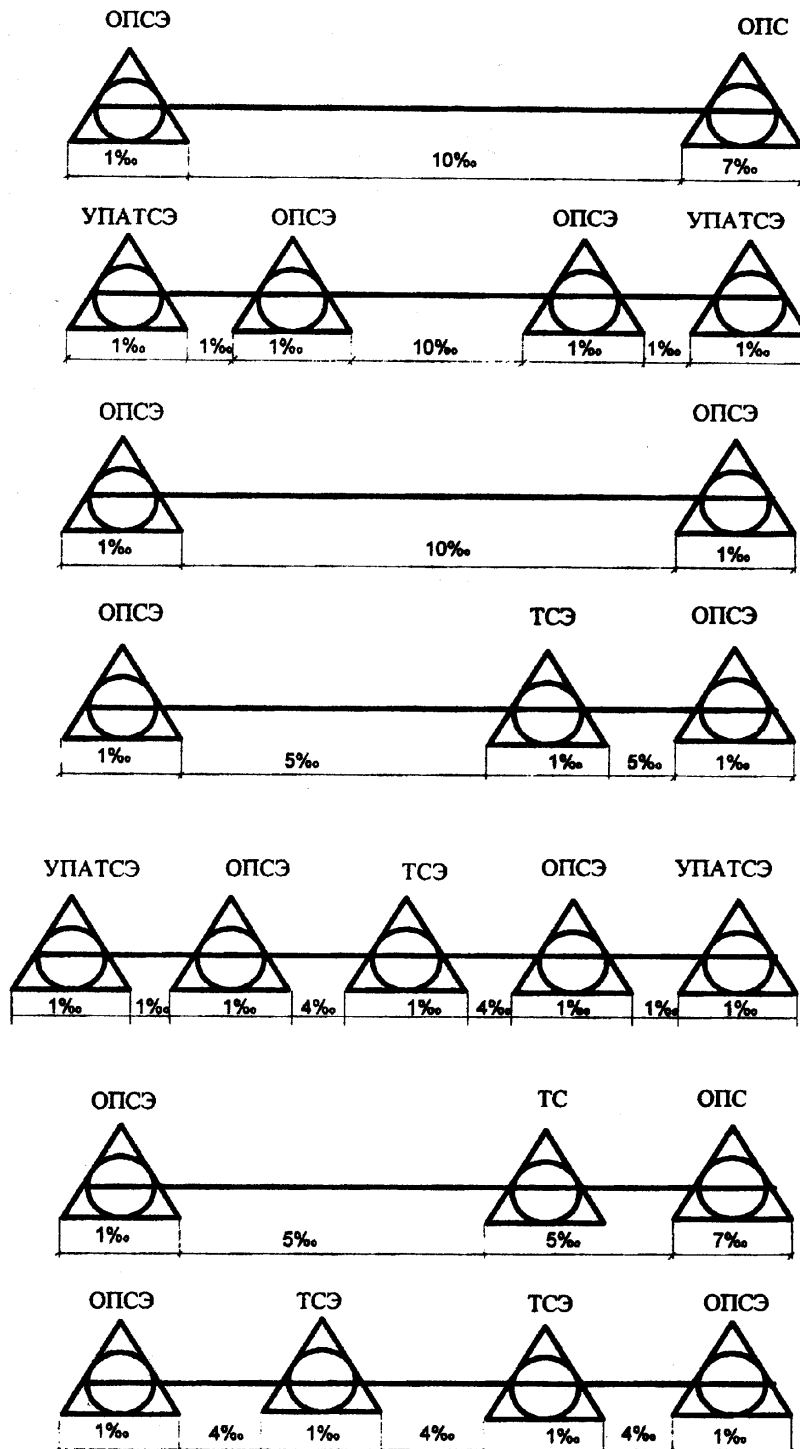 ОПСЭ ОПС
1‰ 10‰ 7‰
УПАТСЭ ОПСЭ ОПСЭ УПАТСЭ
1‰ 1‰ 1‰ 10‰ 1‰ 1‰ 1‰
ОПСЭ ОПСЭ
1‰ 10‰ 1‰
ОПСЭ ТСЭ ОПСЭ
1‰ 5‰ 1‰ 5‰ 1‰
УПАТСЭ ОПСЭ ТСЭ ОПСЭ УПАТСЭ
1‰ 1‰ 1‰ 4‰ 1‰ 4‰ 1‰ 1‰ 1‰
ОПСЭ ТС ОПС
1‰ 5‰ 5‰ 7‰
ОПСЭ ТСЭ ТСЭ ОПСЭ
1‰ 4‰ 1‰ 4‰ 1‰ 4‰ 1‰